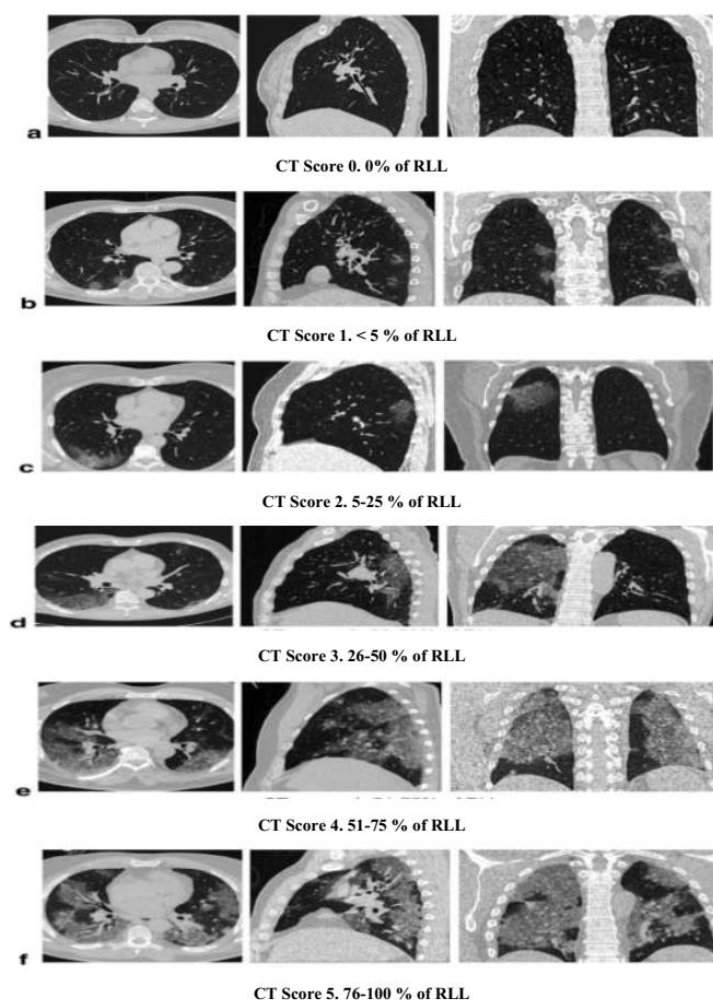 a
CT Score 0. 0% of RLL
b
CT Score 1. < 5 % of RLL
c
CT Score 2. 5-25 % of RLL
d
CT Score 3. 26-50 % of RLL
e
CT Score 4. 51-75 % of RLL
f
CT Score 5. 76-100 % of RLL